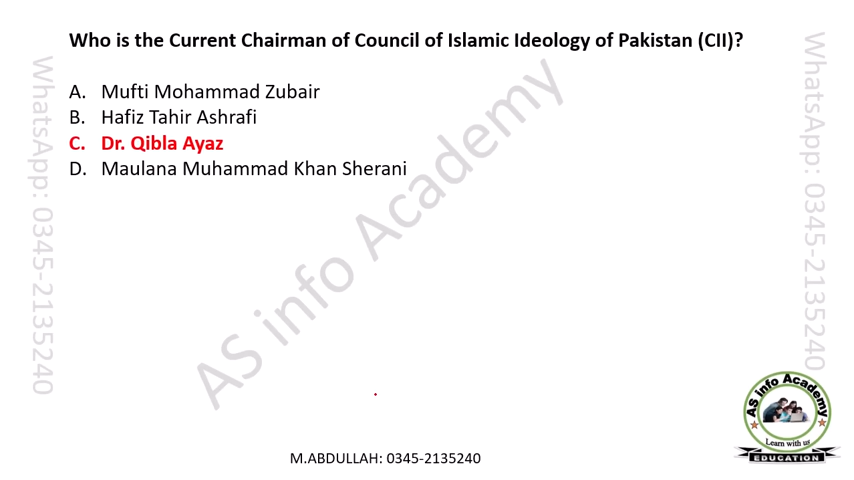 Who is the Current Chairman of Council of Islamic Ideology of Pakistan (CII)?
A. Mufti Mohammad Zubair
B. Hafiz Tahir Ashrafi
C. Dr. Qibla Ayaz
D. Maulana Muhammad Khan Sherani
WhatsApp: 0345-2135240
AS info Academy
WhatsApp: 0345-2135240
AS info Academy
Learn with us
EDUCATION
M.ABDULLAH: 0345-2135240